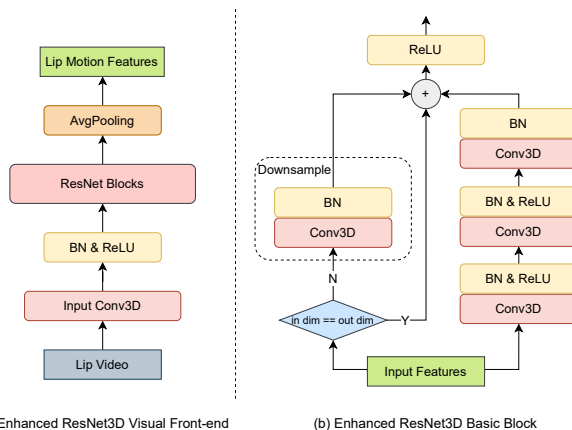 Lip Motion Features
AvgPooling
ResNet Blocks
BN & ReLU
Input Conv3D
Lip Video
Enhanced ResNet3D Visual Front-end
ReLU
+
BN
Conv3D
BN & ReLU
Conv3D
BN & ReLU
Conv3D
Downsample
BN
Conv3D
N
in dim == out dim
Y
Input Features
(b) Enhanced ResNet3D Basic Block